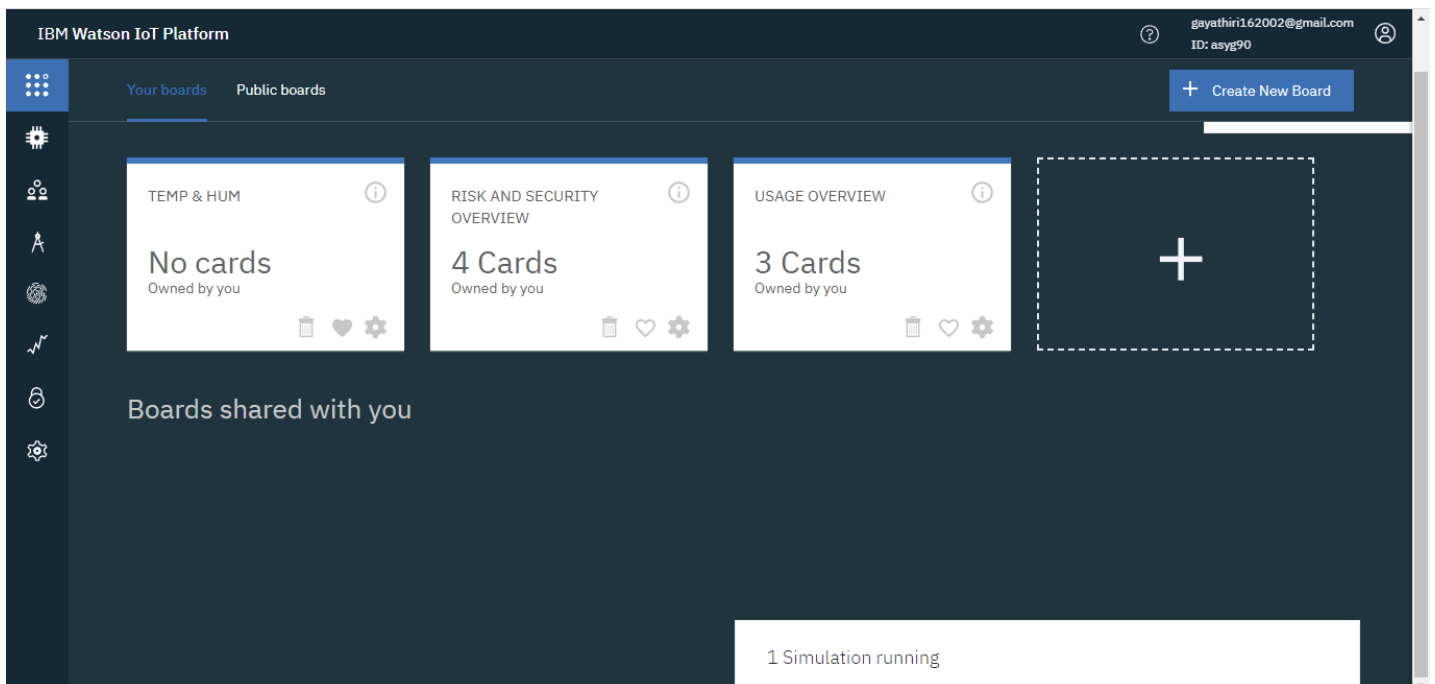 IBM Watson IoT Platform
gayathiri162002@gmail.com
ID: asyg90
Your boards
Public boards
Create New Board
TEMP & HUM
No cards
Owned by you
RISK AND SECURITY
OVERVIEW
4 Cards
Owned by you
USAGE OVERVIEW
3 Cards
Owned by you
Boards shared with you
1 Simulation running